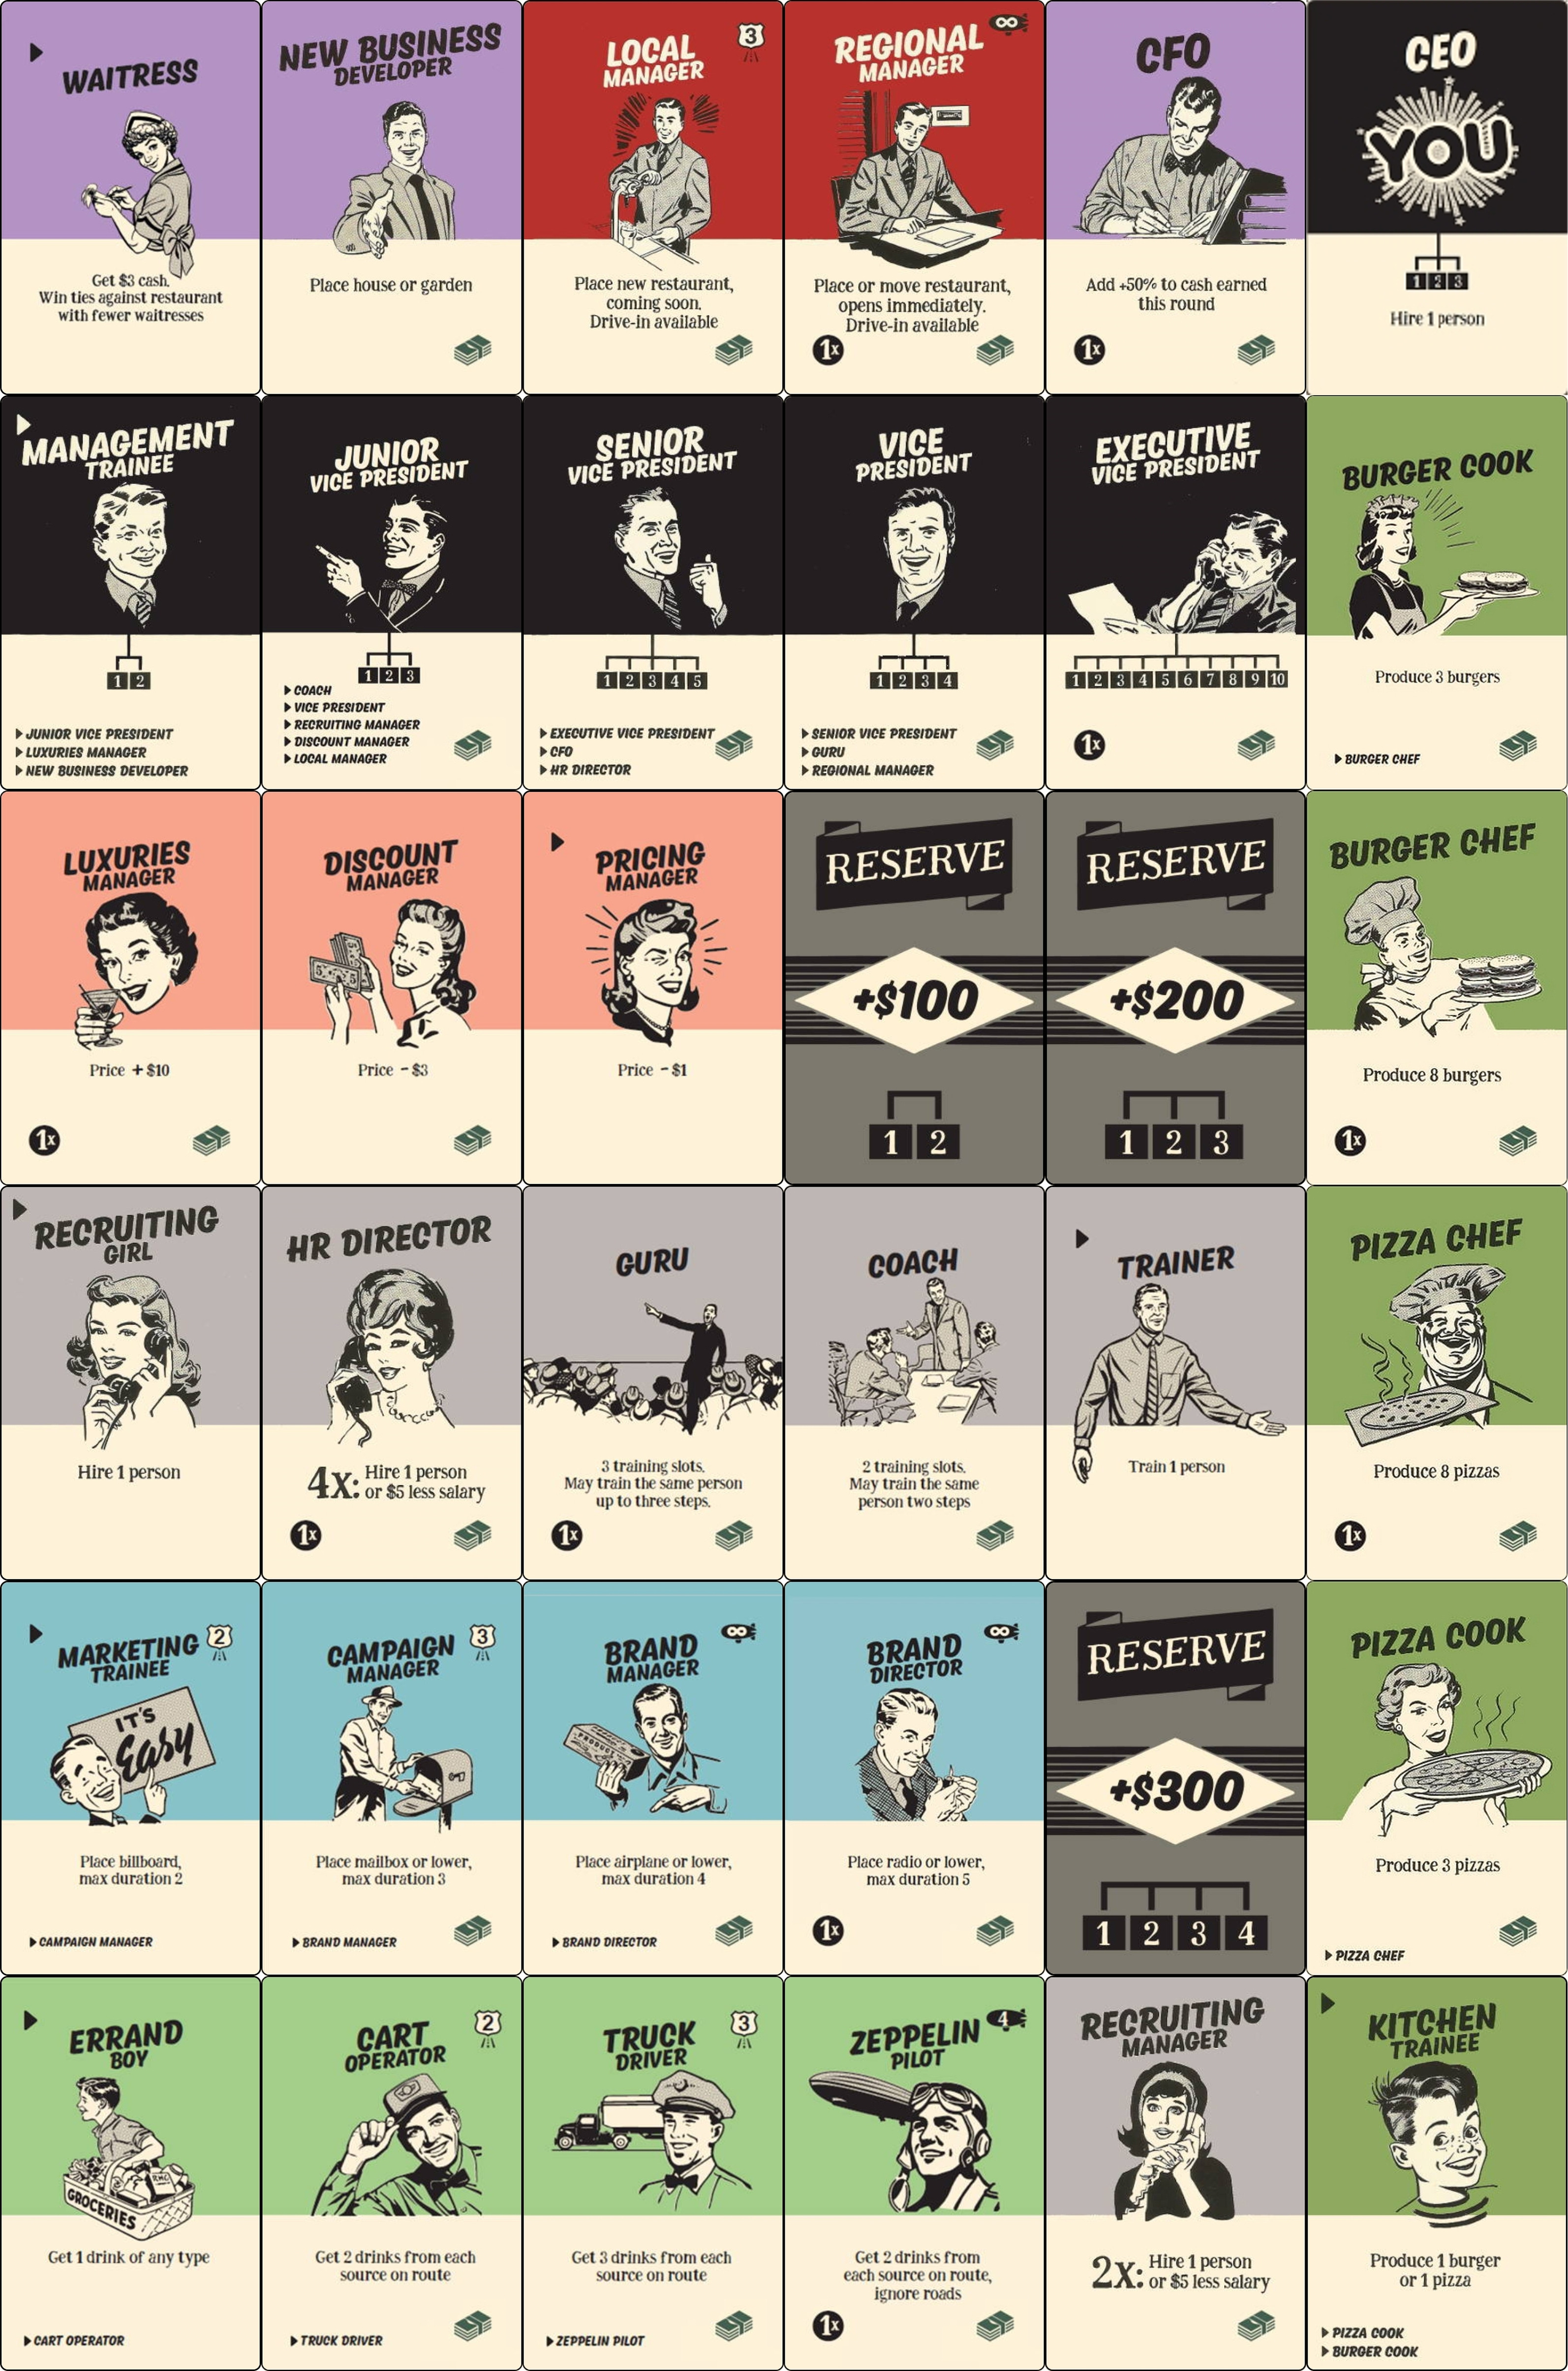 WAITRESS
Get $3 cash.
Win ties against restaurant
with fewer waitresses
NEW BUSINESS
DEVELOPER
Place house or garden
3
LOCAL
MANAGER
Place new restaurant,
coming soon.
Drive-in available
REGIONAL
MANAGER
Place or move restaurant,
opens immediately.
Drive-in available
1x
CFO
Add +50% to cash earned
this round
1x
CEO
YOU
1 2 3
Hire 1 person
MANAGEMENT
TRAINEE
1 2
JUNIOR VICE PRESIDENT
LUXURIES MANAGER
NEW BUSINESS DEVELOPER
JUNIOR
VICE PRESIDENT
1 2 3
COACH
VICE PRESIDENT
RECRUITING MANAGER
DISCOUNT MANAGER
LOCAL MANAGER
SENIOR
VICE PRESIDENT
1 2 3 4 5
EXECUTIVE VICE PRESIDENT
CFO
HR DIRECTOR
VICE
PRESIDENT
1 2 3 4
SENIOR VICE PRESIDENT
GURU
REGIONAL MANAGER
EXECUTIVE
VICE PRESIDENT
1 2 3 4 5 6 7 8 9 10
1x
BURGER COOK
Produce 3 burgers
BURGER CHEF
LUXURIES
MANAGER
Price + $10
1x
DISCOUNT
MANAGER
Price - $3
PRICING
MANAGER
Price - $1
RESERVE
+$100
1 2
RESERVE
+$200
1 2 3
BURGER CHEF
Produce 8 burgers
1x
RECRUITING
GIRL
Hire 1 person
HR DIRECTOR
4x: Hire 1 person
or $5 less salary
1x
GURU
3 training slots.
May train the same person
up to three steps.
1x
COACH
2 training slots.
May train the same
person two steps
TRAINER
Train 1 person
PIZZA CHEF
Produce 8 pizzas
1x
2
MARKETING
TRAINEE
IT'S
Easy
Place billboard,
max duration 2
CAMPAIGN MANAGER
3
CAMPAIGN
MANAGER
Place mailbox or lower,
max duration 3
BRAND MANAGER
BRAND
MANAGER
PRODUCT
Place airplane or lower,
max duration 4
BRAND DIRECTOR
BRAND
DIRECTOR
Place radio or lower,
max duration 5
1x
RESERVE
+$300
1 2 3 4
PIZZA COOK
Produce 3 pizzas
PIZZA CHEF
ERRAND
BOY
GROCERIES
Get 1 drink of any type
CART OPERATOR
2
CART
OPERATOR
Get 2 drinks from each
source on route
TRUCK DRIVER
3
TRUCK
DRIVER
Get 3 drinks from each
source on route
ZEPPELIN PILOT
4
ZEPPELIN
PILOT
Get 2 drinks from
each source on route,
ignore roads
1x
RECRUITING
MANAGER
2x: Hire 1 person
or $5 less salary
KITCHEN
TRAINEE
Produce 1 burger
or 1 pizza
PIZZA COOK
BURGER COOK